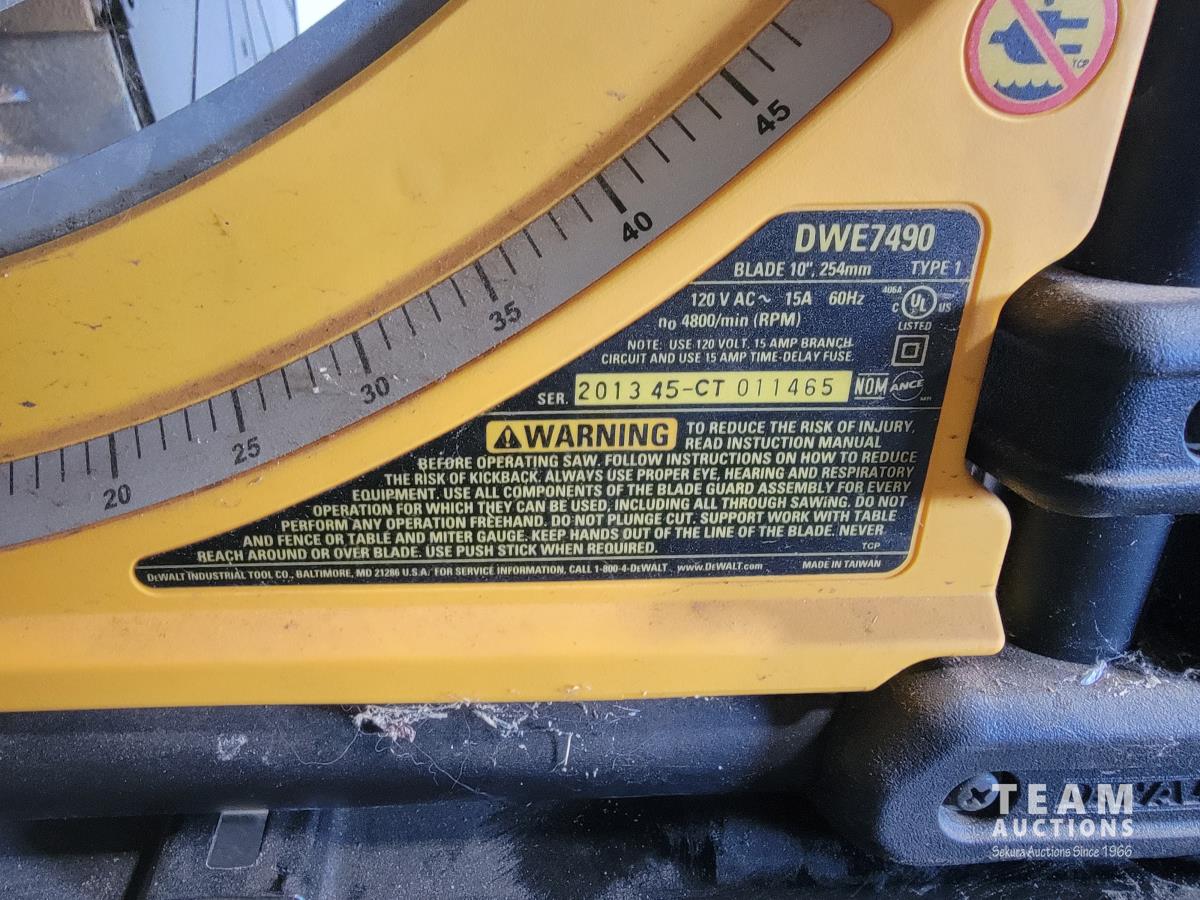 TCP
45
40
35
30
25
20
DWE7490
BLADE 10", 254mm TYPE 1
120 V AC ~ 15A 60Hz
n₀ 4800/min (RPM)
C UL US
LISTED
NOTE: USE 120 VOLT, 15 AMP BRANCH
CIRCUIT AND USE 15 AMP TIME-DELAY FUSE.
SER. 2013 45-CT 011465 NOM ANCE
WARNING TO REDUCE THE RISK OF INJURY,
READ INSTUCTION MANUAL
BEFORE OPERATING SAW. FOLLOW INSTRUCTIONS ON HOW TO REDUCE
THE RISK OF KICKBACK. ALWAYS USE PROPER EYE, HEARING AND RESPIRATORY
EQUIPMENT. USE ALL COMPONENTS OF THE BLADE GUARD ASSEMBLY FOR EVERY
OPERATION FOR WHICH THEY CAN BE USED, INCLUDING ALL THROUGH SAWING. DO NOT
PERFORM ANY OPERATION FREEHAND. DO NOT PLUNGE CUT. SUPPORT WORK WITH TABLE
AND FENCE OR TABLE AND MITER GAUGE. KEEP HANDS OUT OF THE LINE OF THE BLADE. NEVER
REACH AROUND OR OVER BLADE. USE PUSH STICK WHEN REQUIRED. TCP
DEWALT INDUSTRIAL TOOL CO., BALTIMORE, MD 21286 U.S.A. FOR SERVICE INFORMATION, CALL 1-800-4-DEWALT www.DEWALT.com MADE IN TAIWAN
TEAM
AUCTIONS
Sekura Auctions Since 1966